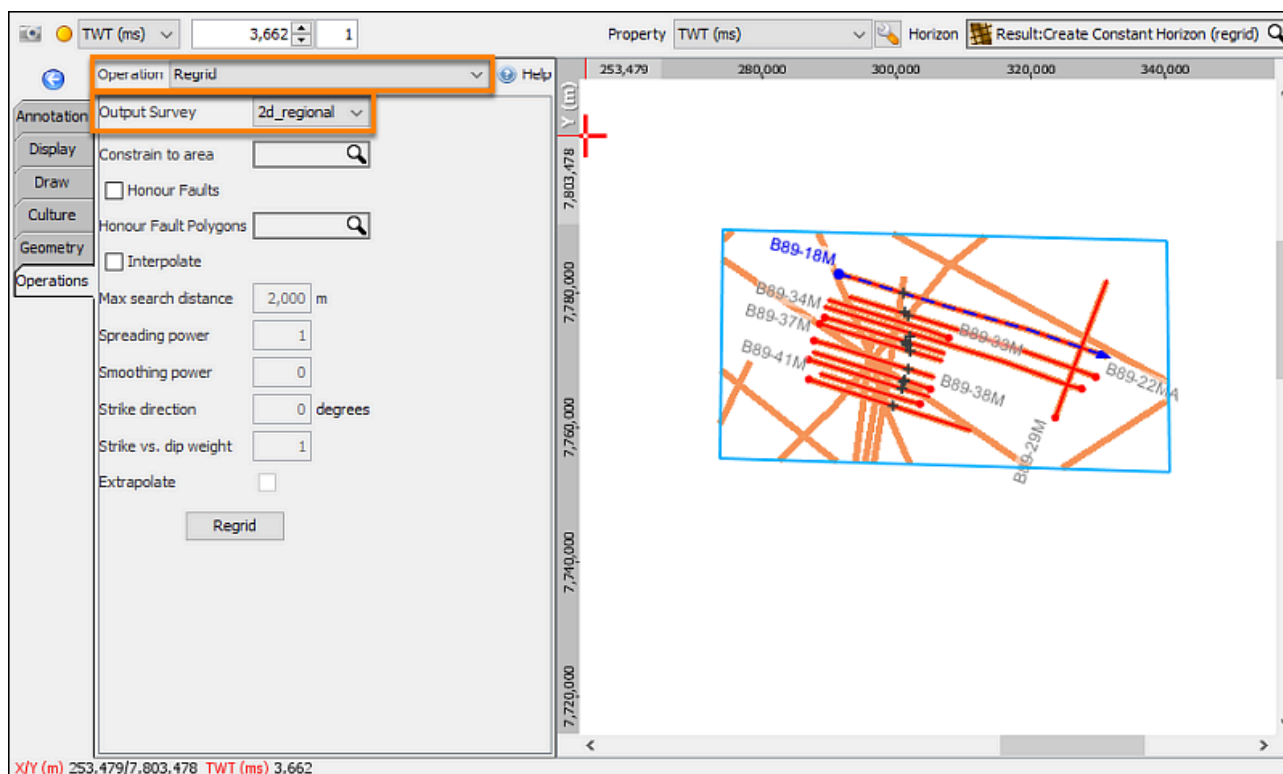 TWT (ms) 3,662 1 Property TWT (ms) Horizon Result:Create Constant Horizon (regrid)
Operation Regrid Help
Annotation
Display
Draw
Culture
Geometry
Operations
Output Survey 2d_regional
Constrain to area
Honour Faults
Honour Fault Polygons
Interpolate
Max search distance 2,000 m
Spreading power 1
Smoothing power 0
Strike direction 0 degrees
Strike vs. dip weight 1
Extrapolate
Regrid
253,479 280,000 300,000 320,000 340,000
Y (m)
7,803,478
7,780,000
7,760,000
7,740,000
7,720,000
B89-18M
B89-34M
B89-37M
B89-33M
B89-41M
B89-22MA
B89-38M
B89-29M
X/Y (m) 253,479/7,803,478 TWT (ms) 3,662